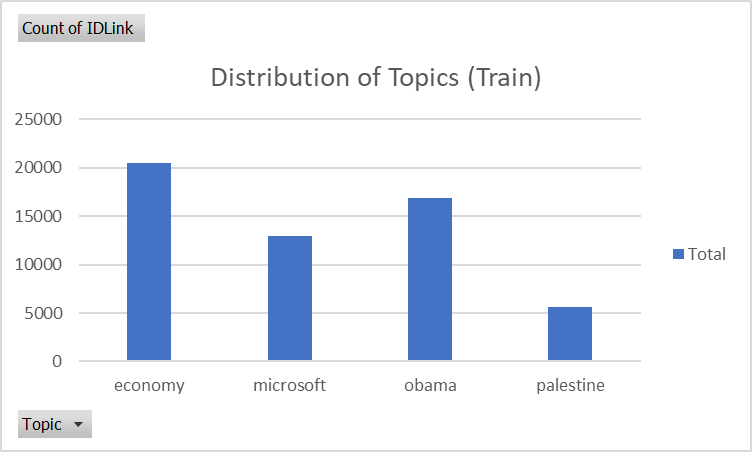 Count of IDLink
Distribution of Topics (Train)
25000
20000
15000
10000
5000
0
economy microsoft obama palestine
Total
Topic